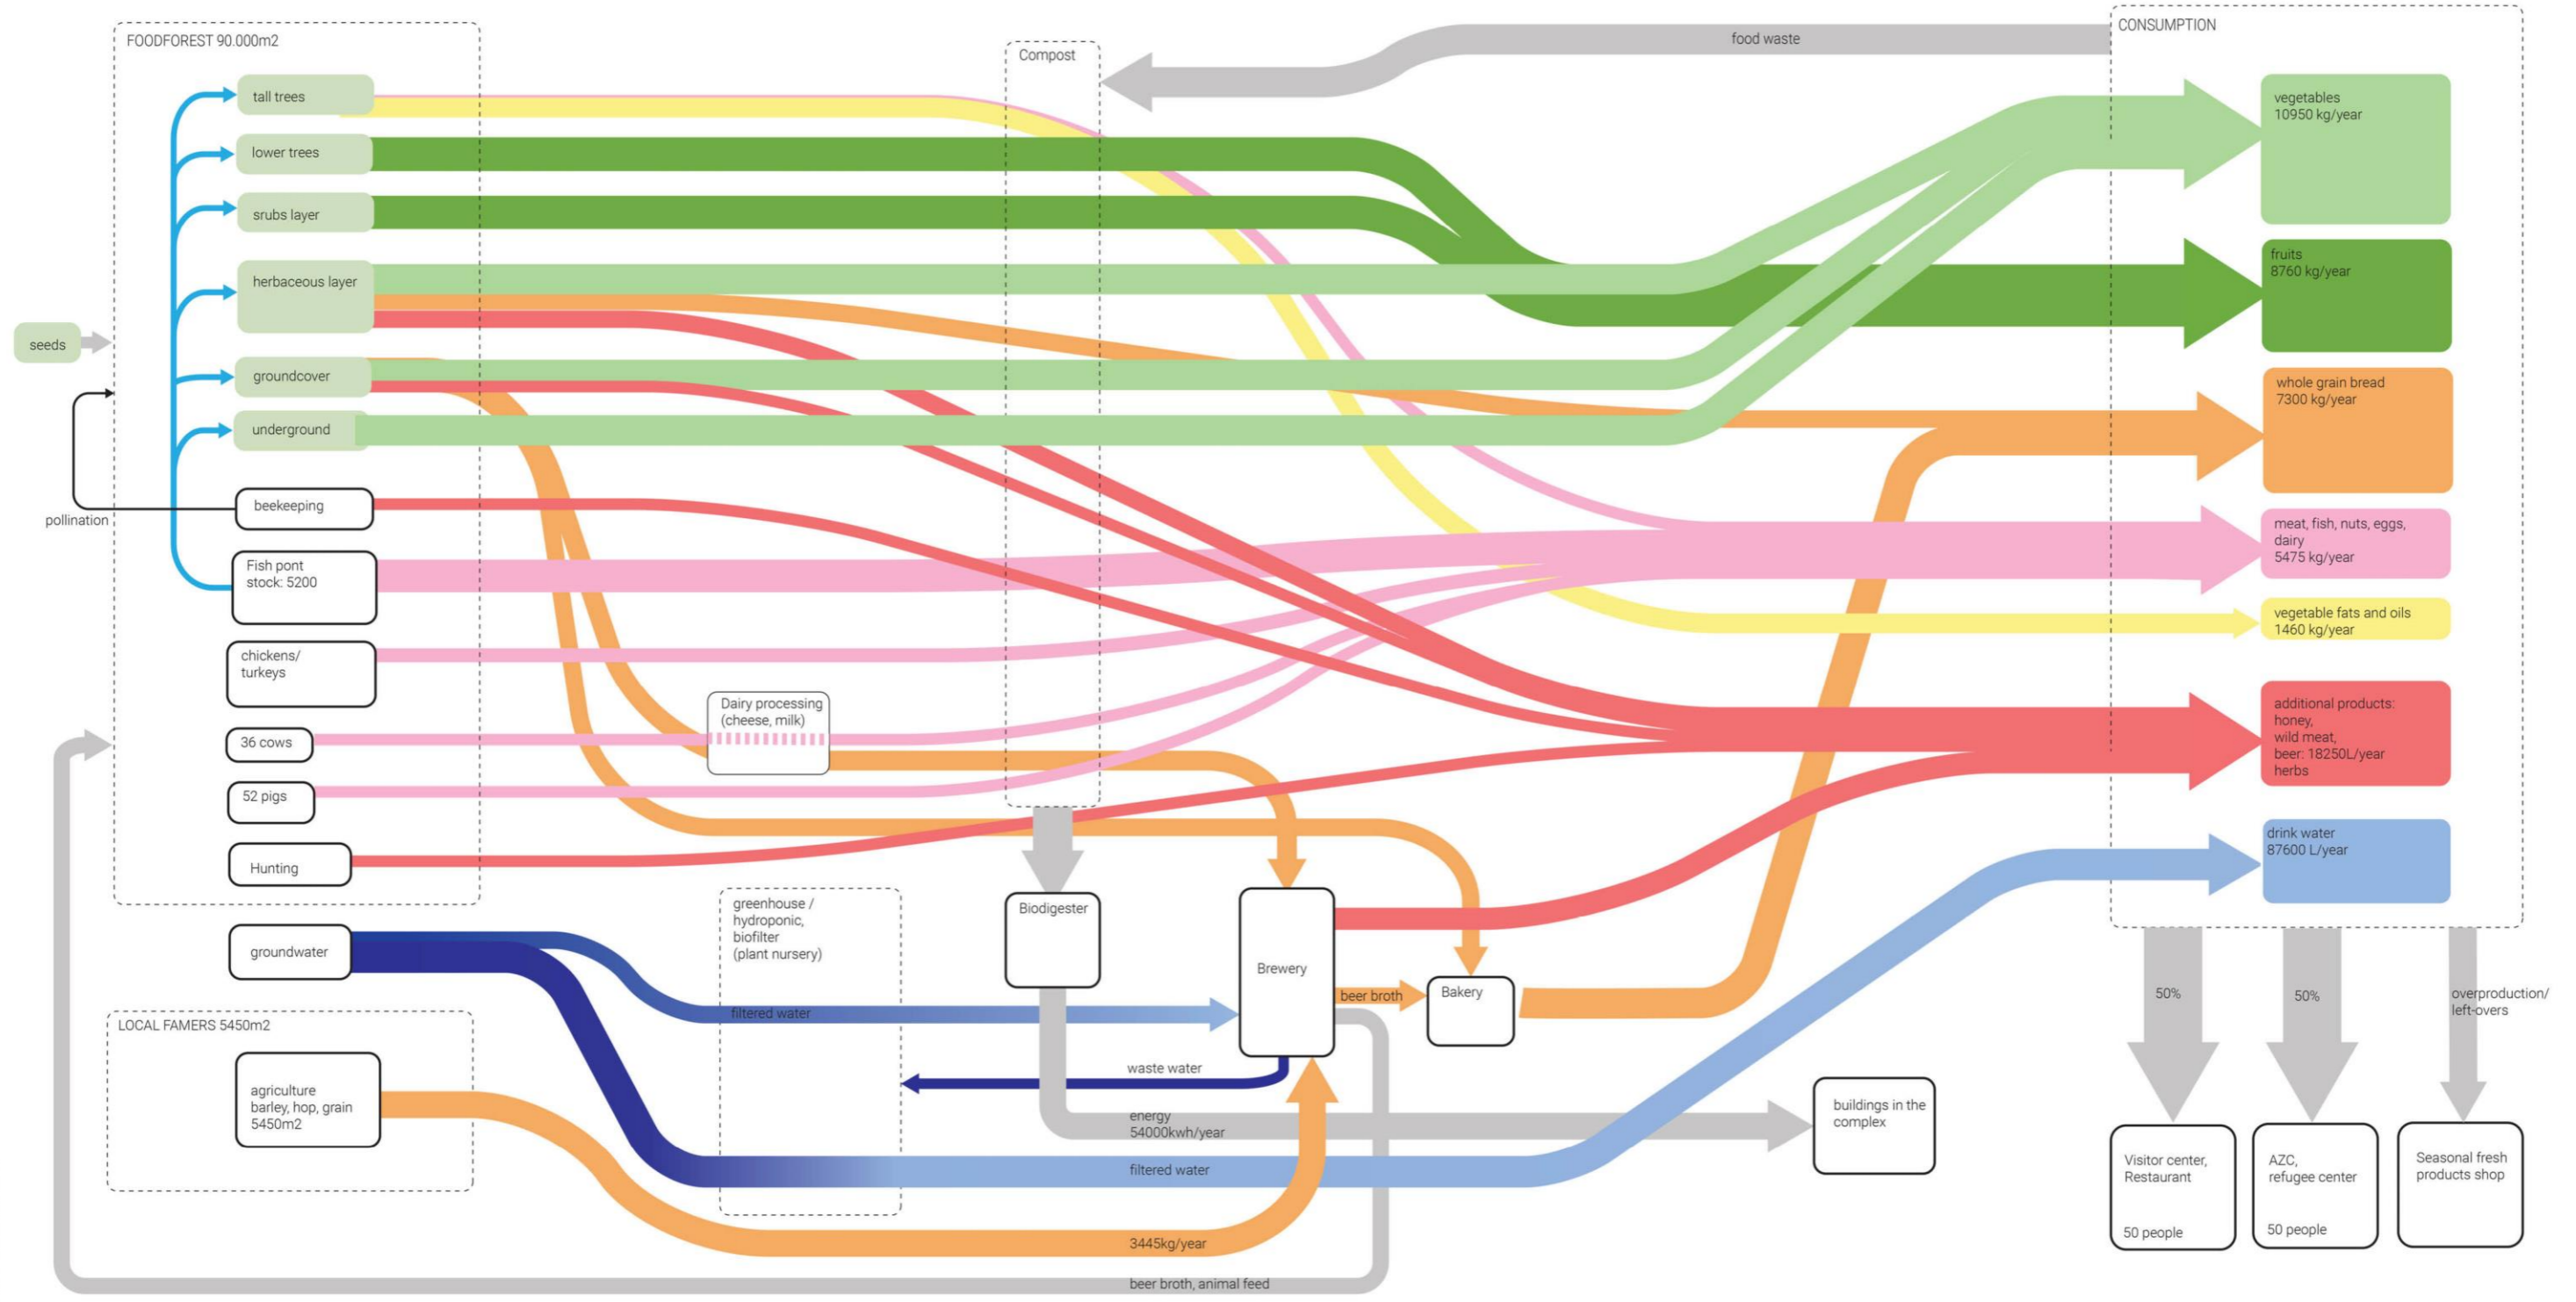 FOODFOREST 90.000m2
tall trees
lower trees
srubs layer
herbaceous layer
seeds
groundcover
underground
beekeeping
pollination
Fish pont
stock: 5200
chickens/
turkeys
36 cows
52 pigs
Hunting
groundwater
LOCAL FAMERS 5450m2
agriculture
barley, hop, grain
5450m2
Dairy processing
(cheese, milk)
greenhouse /
hydroponic,
biofilter
(plant nursery)
filtered water
Compost
food waste
Biodigester
Brewery
beer broth
Bakery
waste water
energy
54000kwh/year
filtered water
3445kg/year
beer broth, animal feed
buildings in the
complex
CONSUMPTION
vegetables
10950 kg/year
fruits
8760 kg/year
whole grain bread
7300 kg/year
meat, fish, nuts, eggs,
dairy
5475 kg/year
vegetable fats and oils
1460 kg/year
additional products:
honey,
wild meat,
beer: 18250L/year
herbs
drink water
87600 L/year
50%
50%
overproduction/
left-overs
Visitor center,
Restaurant
50 people
AZC,
refugee center
50 people
Seasonal fresh
products shop